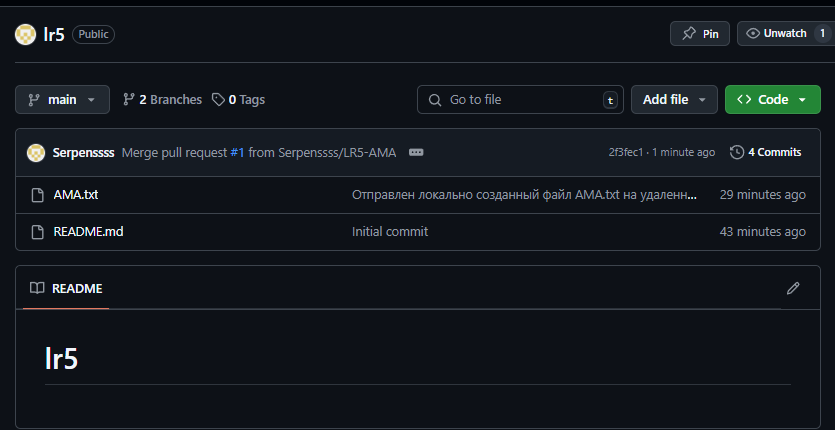 lr5 Public Pin Unwatch 1
main 2 Branches 0 Tags Go to file t Add file Code
Serpenssss Merge pull request #1 from Serpenssss/LR5-AMA 2f3fec1 · 1 minute ago 4 Commits
AMA.txt Отправлен локально созданный файл AMA.txt на удаленн... 29 minutes ago
README.md Initial commit 43 minutes ago
README
lr5